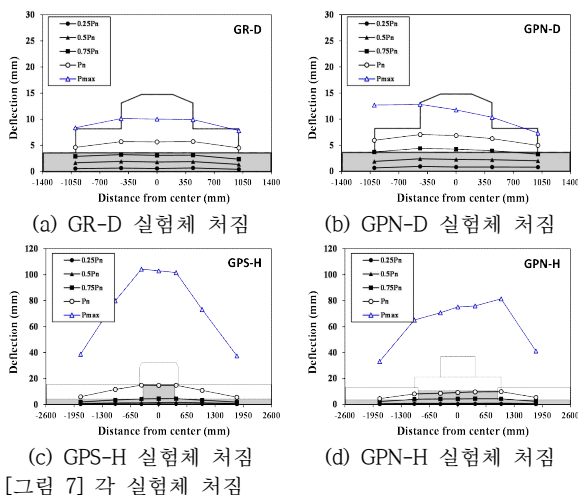 GR-D
0.25Pn
0.5Pn
0.75Pn
Pn
Pmax
Deflection (mm)
30
25
20
15
10
5
0
-1400 -1050 -700 -350 0 350 700 1050 1400
Distance from center (mm)
(a) GR-D 실험체 처짐
GPN-D
0.25Pn
0.5Pn
0.75Pn
Pn
Pmax
Deflection (mm)
30
25
20
15
10
5
0
-1400 -1050 -700 -350 0 350 700 1050 1400
Distance from center (mm)
(b) GPN-D 실험체 처짐
GPS-H
0.25Pn
0.5Pn
0.75Pn
Pn
Pmax
Deflection (mm)
120
100
80
60
40
20
0
-2600 -1950 -1300 -650 0 650 1300 1950 2600
Distance from center (mm)
(c) GPS-H 실험체 처짐
GPN-H
0.25Pn
0.5Pn
0.75Pn
Pn
Pmax
Deflection (mm)
120
100
80
60
40
20
0
-2600 -1950 -1300 -650 0 650 1300 1950 2600
Distance from center (mm)
(d) GPN-H 실험체 처짐
[그림 7] 각 실험체 처짐